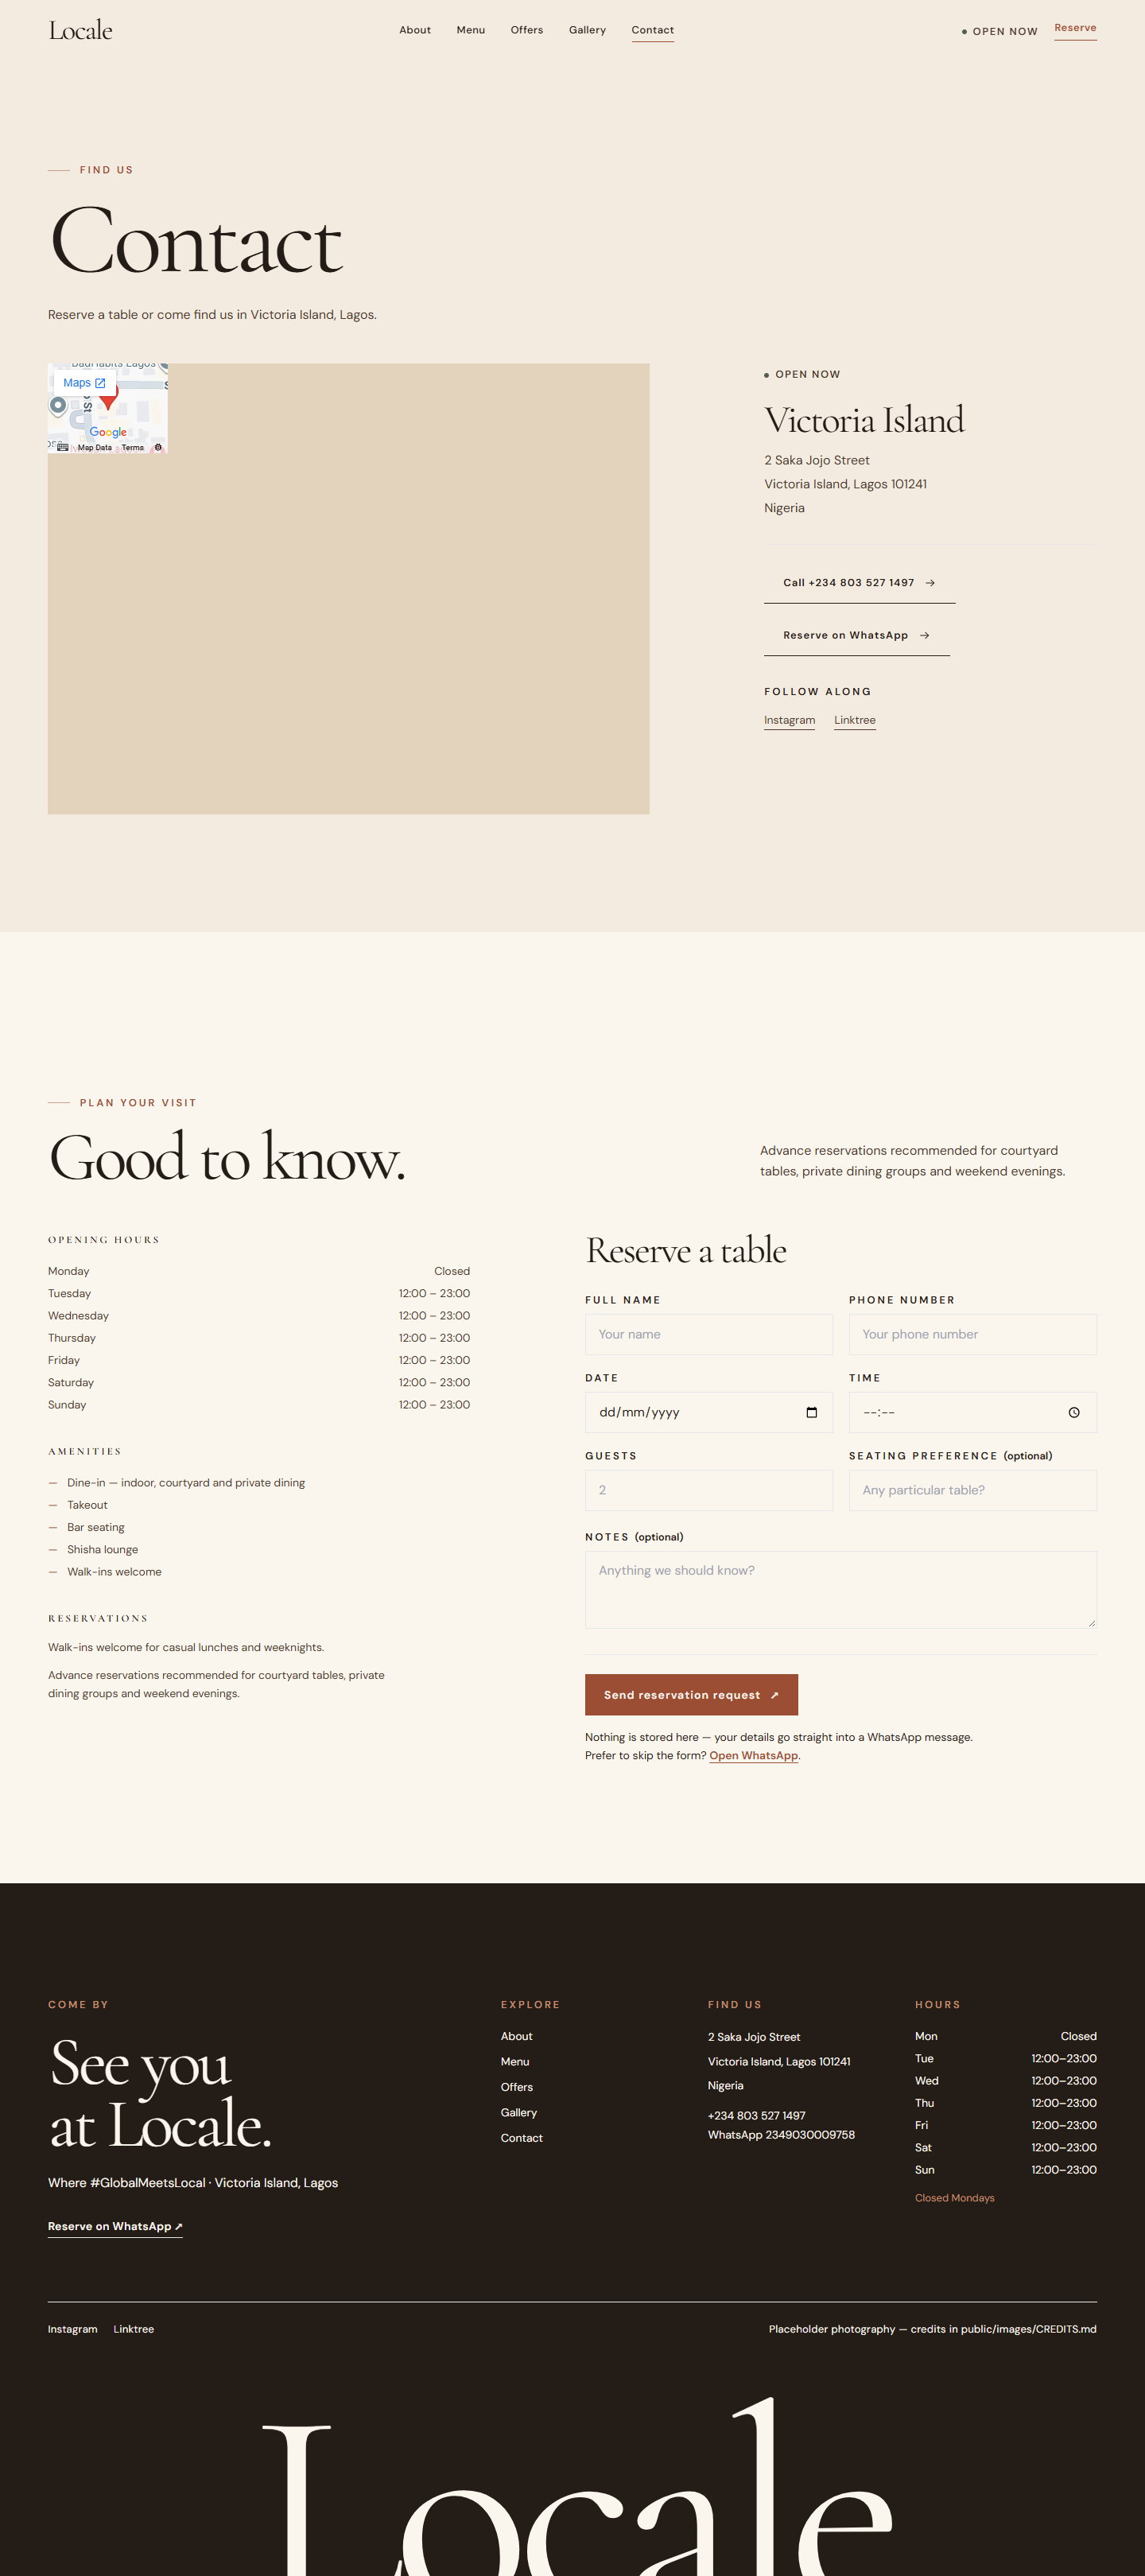 Locale
About Menu Offers Gallery Contact
OPEN NOW Reserve
FIND US
Contact
Reserve a table or come find us in Victoria Island, Lagos.
Maps
Google
Map Data Terms
OPEN NOW
Victoria Island
2 Saka Jojo Street
Victoria Island, Lagos 101241
Nigeria
Call +234 803 527 1497 →
Reserve on WhatsApp →
FOLLOW ALONG
Instagram Linktree
PLAN YOUR VISIT
Good to know.
Advance reservations recommended for courtyard
tables, private dining groups and weekend evenings.
OPENING HOURS
Monday Closed
Tuesday 12:00 – 23:00
Wednesday 12:00 – 23:00
Thursday 12:00 – 23:00
Friday 12:00 – 23:00
Saturday 12:00 – 23:00
Sunday 12:00 – 23:00
AMENITIES
— Dine-in — indoor, courtyard and private dining
— Takeout
— Bar seating
— Shisha lounge
— Walk-ins welcome
RESERVATIONS
Walk-ins welcome for casual lunches and weeknights.
Advance reservations recommended for courtyard tables, private
dining groups and weekend evenings.
Reserve a table
FULL NAME PHONE NUMBER
Your name Your phone number
DATE TIME
dd/mm/yyyy --:--
GUESTS SEATING PREFERENCE (optional)
2 Any particular table?
NOTES (optional)
Anything we should know?
Send reservation request ↗
Nothing is stored here — your details go straight into a WhatsApp message.
Prefer to skip the form? Open WhatsApp.
COME BY
See you
at Locale.
Where #GlobalMeetsLocal · Victoria Island, Lagos
Reserve on WhatsApp ↗
EXPLORE
About
Menu
Offers
Gallery
Contact
FIND US
2 Saka Jojo Street
Victoria Island, Lagos 101241
Nigeria
+234 803 527 1497
WhatsApp 2349030009758
HOURS
Mon Closed
Tue 12:00–23:00
Wed 12:00–23:00
Thu 12:00–23:00
Fri 12:00–23:00
Sat 12:00–23:00
Sun 12:00–23:00
Closed Mondays
Instagram Linktree
Placeholder photography — credits in public/images/CREDITS.md
Locale